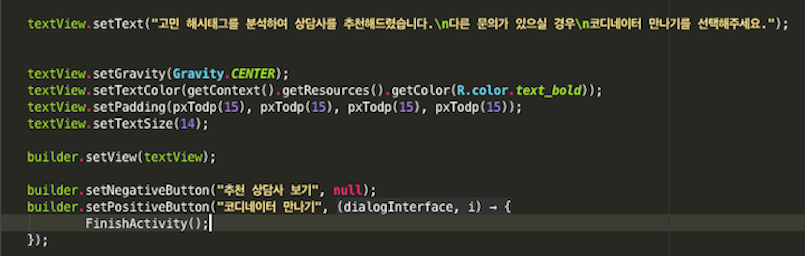 textView.setText("고민 해시태그를 분석하여 상담사를 추천해드렸습니다.\n다른 문의가 있으실 경우\n코디네이터 만나기를 선택해주세요.");
textView.setGravity(Gravity.CENTER);
textView.setTextColor(getContext().getResources().getColor(R.color.text_bold));
textView.setPadding(pxTodp(15), pxTodp(15), pxTodp(15), pxTodp(15));
textView.setTextSize(14);
builder.setView(textView);
builder.setNegativeButton("추천 상담사 보기", null);
builder.setPositiveButton("코디네이터 만나기", (dialogInterface, i) → {
FinishActivity();
});